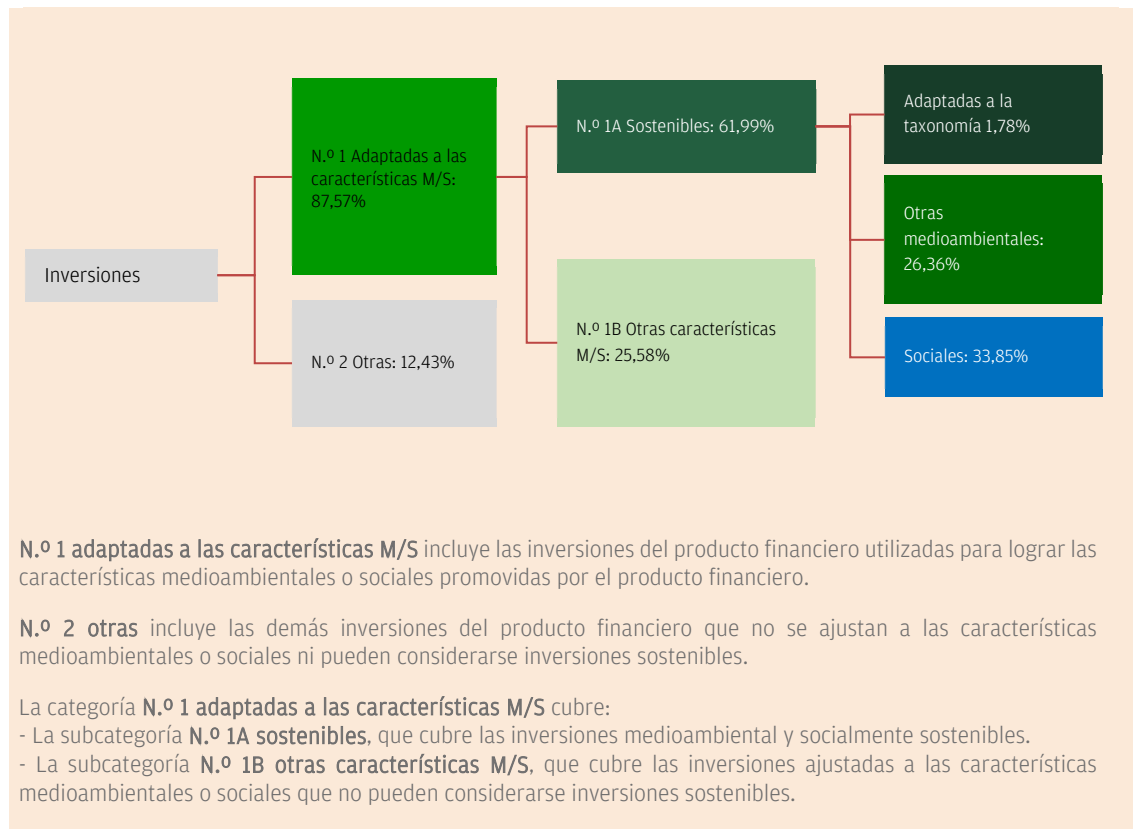 Inversiones
N.º 1 Adaptadas a las
características M/S:
87,57%
N.º 2 Otras: 12,43%
N.º 1A Sostenibles: 61,99%
N.º 1B Otras características
M/S: 25,58%
Adaptadas a la
taxonomía 1,78%
Otras
medioambientales:
26,36%
Sociales: 33,85%
N.º 1 adaptadas a las características M/S incluye las inversiones del producto financiero utilizadas para lograr las
características medioambientales o sociales promovidas por el producto financiero.
N.º 2 otras incluye las demás inversiones del producto financiero que no se ajustan a las características
medioambientales o sociales ni pueden considerarse inversiones sostenibles.
La categoría N.º 1 adaptadas a las características M/S cubre:
- La subcategoría N.º 1A sostenibles, que cubre las inversiones medioambiental y socialmente sostenibles.
- La subcategoría N.º 1B otras características M/S, que cubre las inversiones ajustadas a las características
medioambientales o sociales que no pueden considerarse inversiones sostenibles.